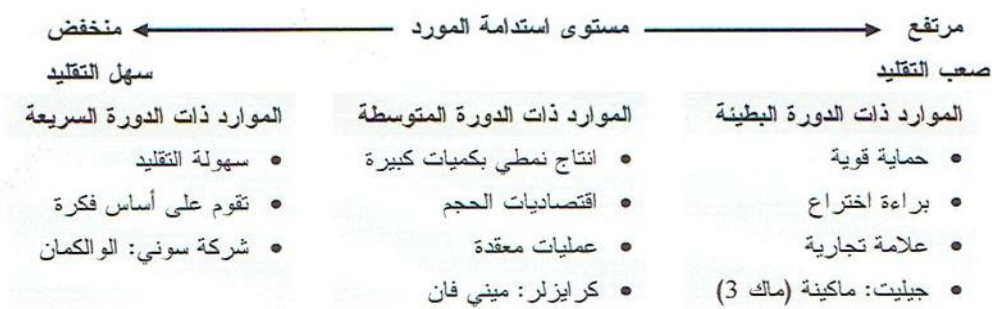 مرتفع مستوى استدامة المورد منخفض
صعب التقليد سهل التقليد
الموارد ذات الدورة البطيئة الموارد ذات الدورة المتوسطة الموارد ذات الدورة السريعة
• حماية قوية • انتاج نمطي بكميات كبيرة • سهولة التقليد
• براءة اختراع • اقتصاديات الحجم • تقوم على أساس فكرة
• علامة تجارية • عمليات معقدة • شركة سوني: الوالكمان
• جيليت: ماكينة (ماك 3) • كرايزلر: ميني فان